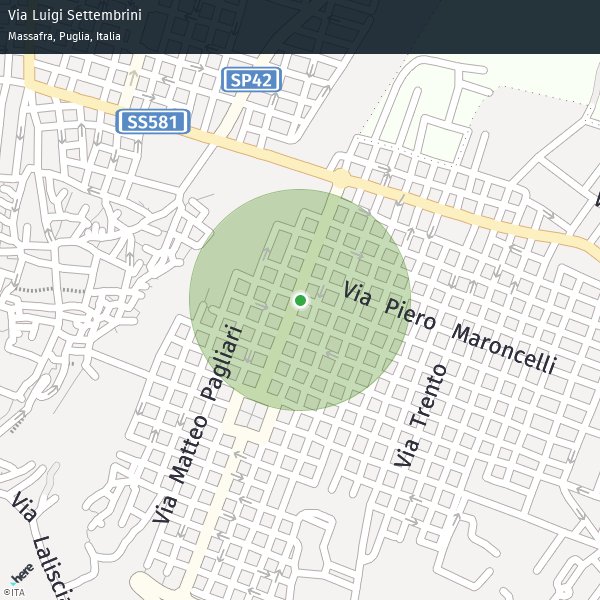 Via Luigi Settembrini
Massafra, Puglia, Italia
SP42
SS581
Via Piero Maroncelli
Via Matteo Pagliari
Via Trento
Via Laliscia
here
©ITA